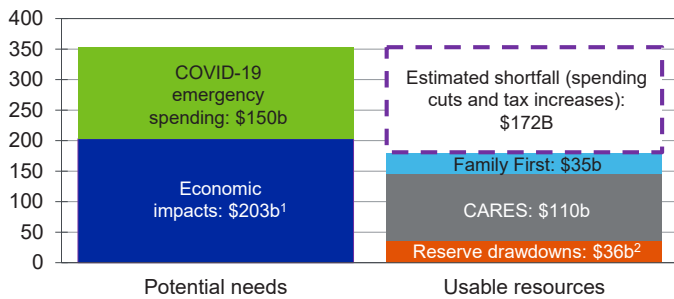 400
350
300
250
200
150
100
50
0
COVID-19
emergency
spending: $150b
Economic
impacts: $203b¹
Estimated shortfall (spending
cuts and tax increases):
$172B
Family First: $35b
CARES: $110b
Reserve drawdowns: $36b²
Potential needs
Usable resources